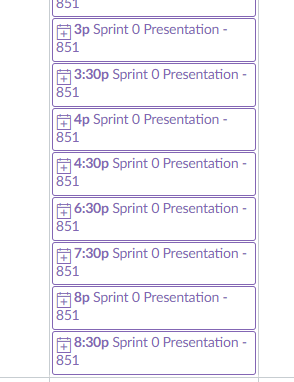 851
3p Sprint 0 Presentation -
851
3:30p Sprint 0 Presentation -
851
4p Sprint 0 Presentation -
851
4:30p Sprint 0 Presentation -
851
6:30p Sprint 0 Presentation -
851
7:30p Sprint 0 Presentation -
851
8p Sprint 0 Presentation -
851
8:30p Sprint 0 Presentation -
851